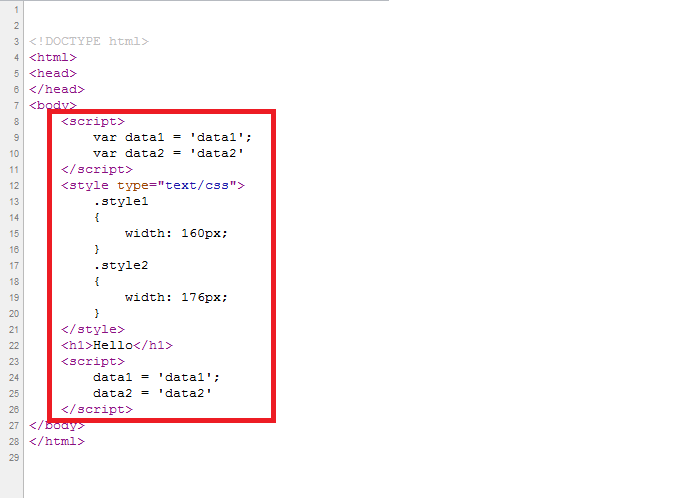 1
2
3 <!DOCTYPE html>
4 <html>
5 <head>
6 </head>
7 <body>
8 <script>
9 var data1 = 'data1';
10 var data2 = 'data2'
11 </script>
12 <style type="text/css">
13 .style1
14 {
15 width: 160px;
16 }
17 .style2
18 {
19 width: 176px;
20 }
21 </style>
22 <h1>Hello</h1>
23 <script>
24 data1 = 'data1';
25 data2 = 'data2'
26 </script>
27 </body>
28 </html>
29